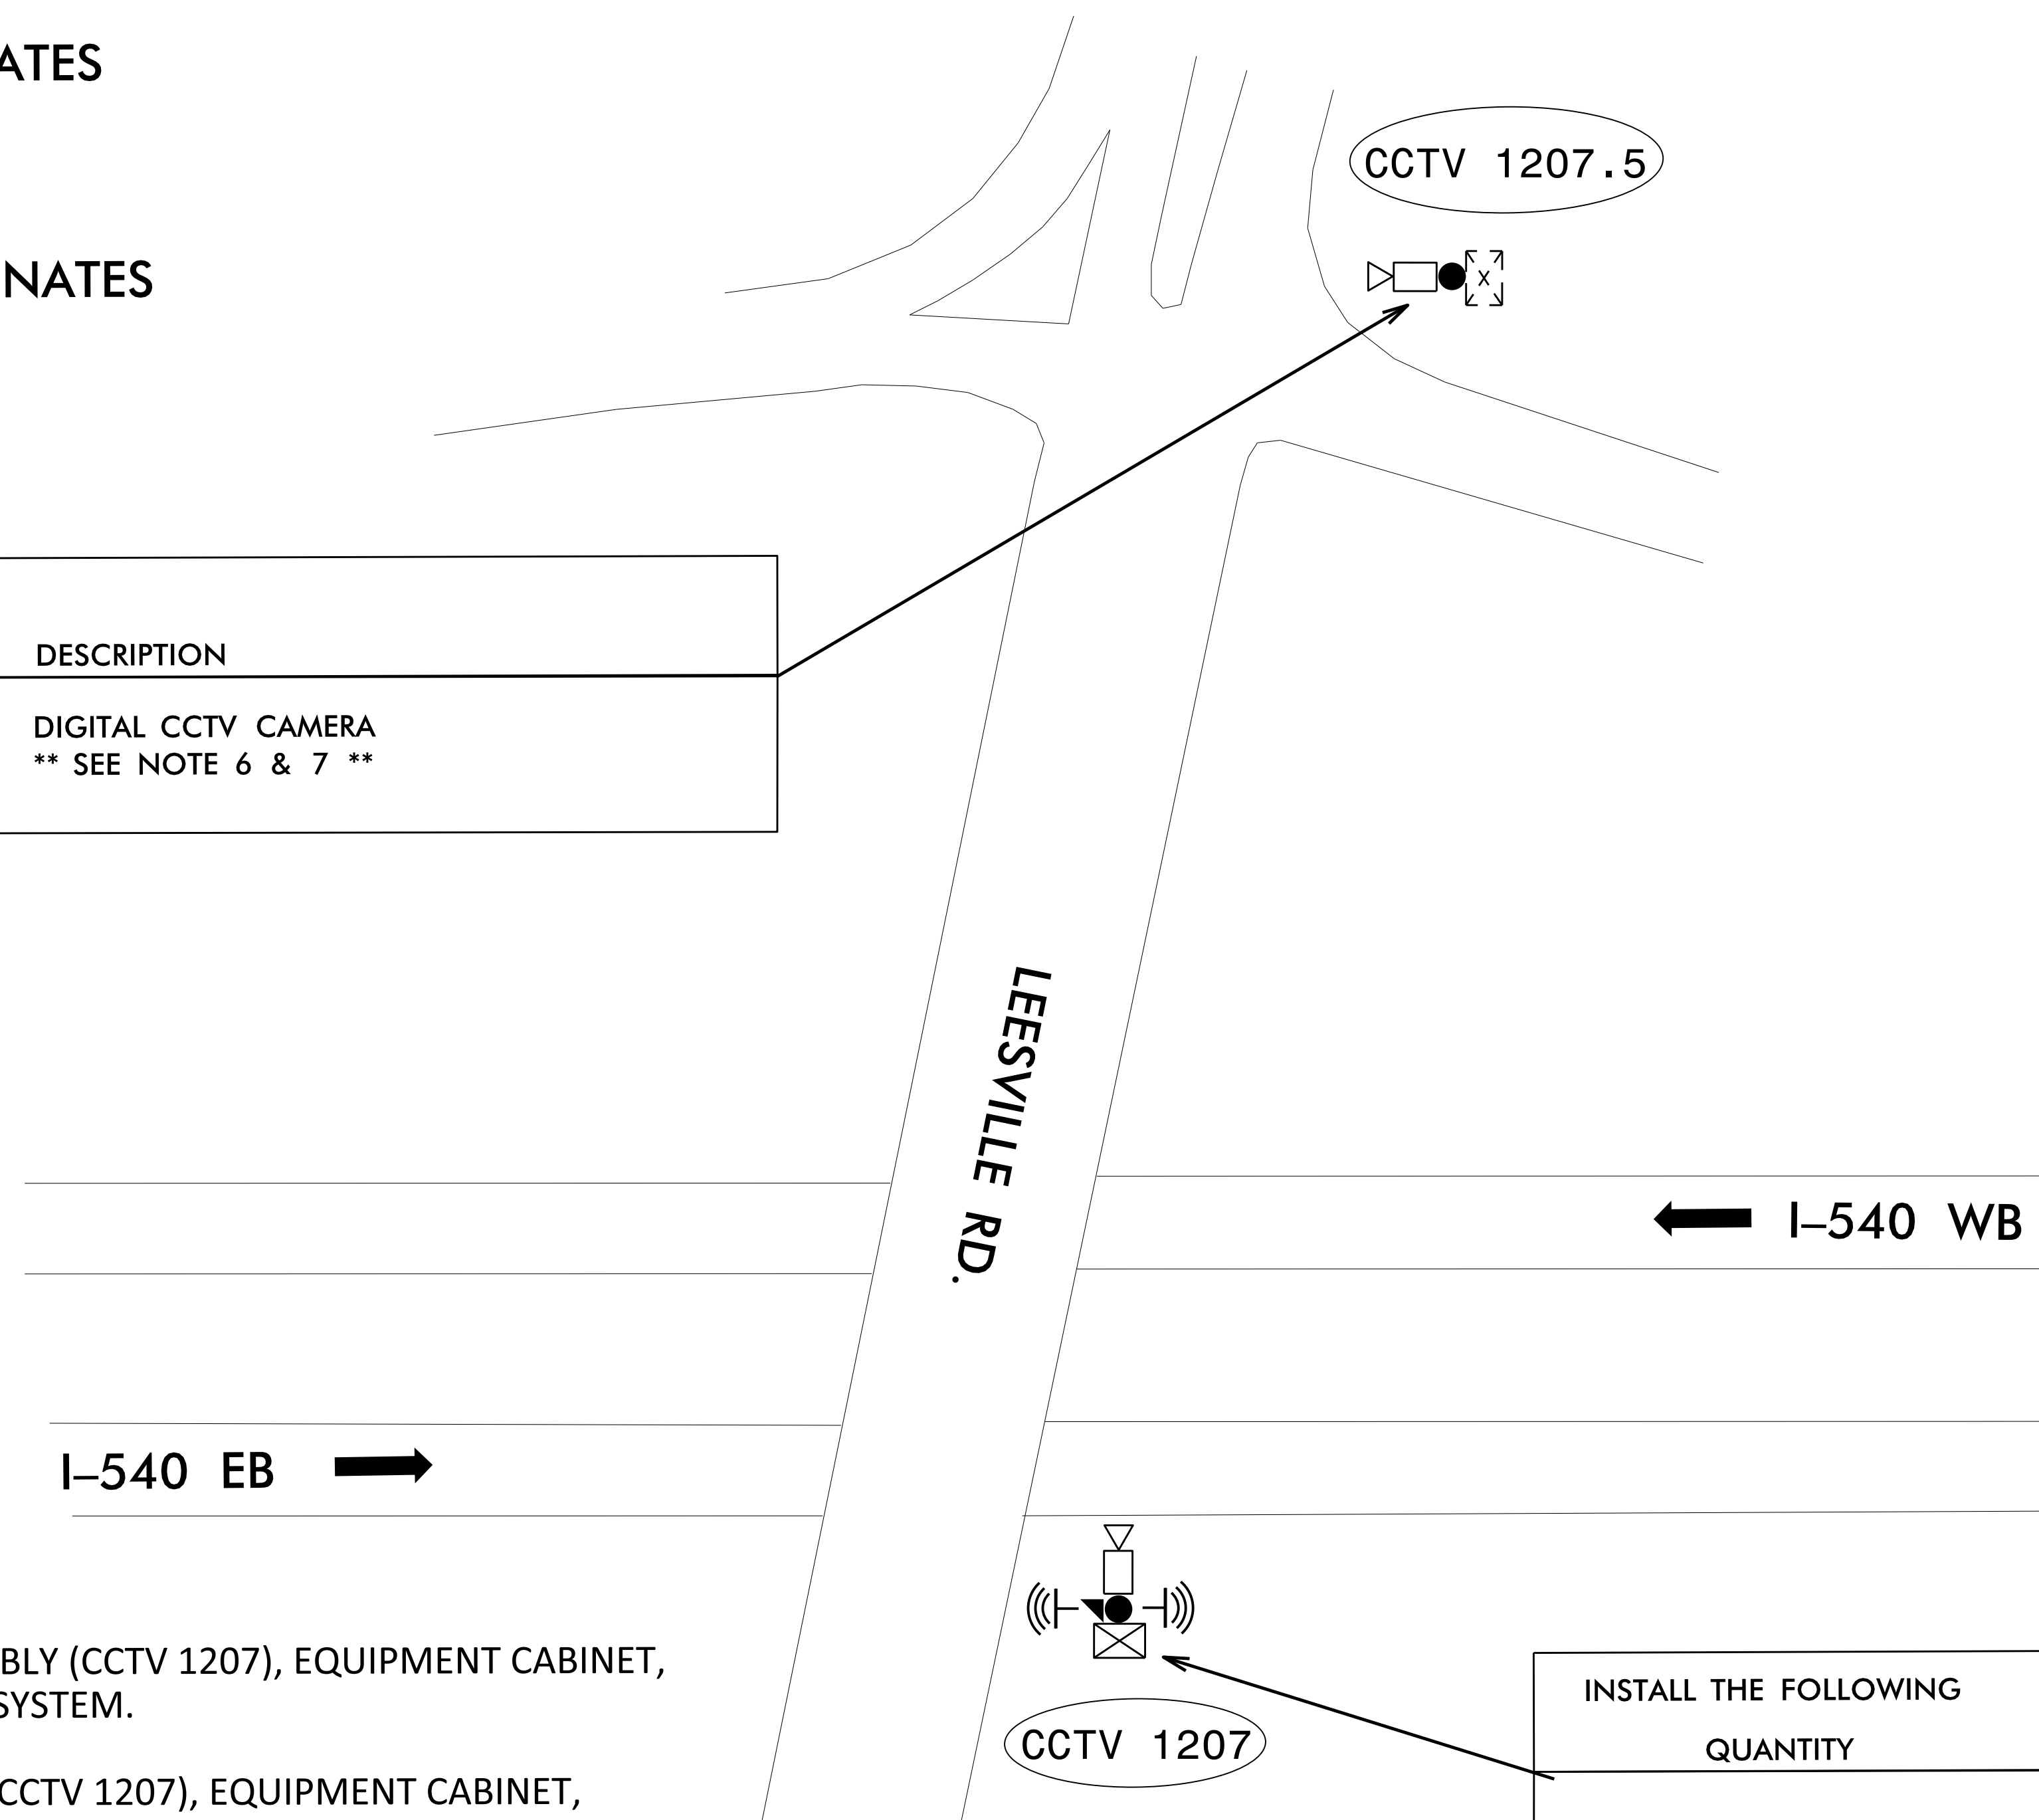 ATES
CCTV 1207.5
NATES
DESCRIPTION
DIGITAL CCTV CAMERA
** SEE NOTE 6 & 7 **
LEESVILLE RD.
I-540 WB
I-540 EB
BLY (CCTV 1207), EQUIPMENT CABINET,
SYSTEM.
INSTALL THE FOLLOWING
QUANTITY
CCTV 1207
CCTV 1207), EQUIPMENT CABINET,